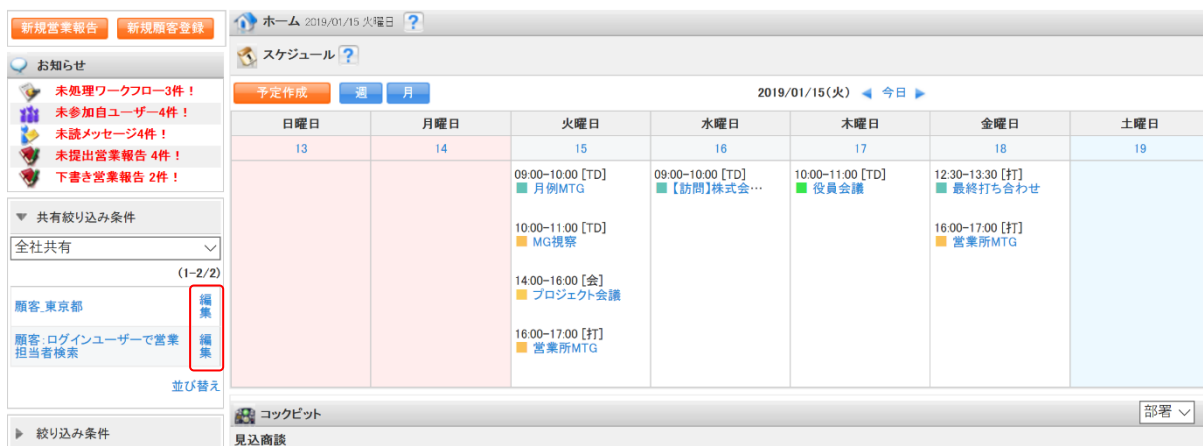 新規営業報告 新規顧客登録
お知らせ
未処理ワークフロー3件!
未参加自ユーザー4件!
未読メッセージ4件!
未提出営業報告 4件!
下書き営業報告 2件!
共有絞り込み条件
全社共有
(1-2/2)
顧客_東京都 編集
顧客:ログインユーザーで営業担当者検索 編集
並び替え
絞り込み条件
ホーム 2019/01/15 火曜日 ?
スケジュール ?
予定作成 週 月 2019/01/15(火) 今日
日曜日 月曜日 火曜日 水曜日 木曜日 金曜日 土曜日
13 14 15 16 17 18 19
09:00-10:00 [TD]
月例MTG
10:00-11:00 [TD]
MG視察
14:00-16:00 [会]
プロジェクト会議
16:00-17:00 [打]
営業所MTG
09:00-10:00 [TD]
【訪問】株式会…
10:00-11:00 [TD]
役員会議
12:30-13:30 [打]
最終打ち合わせ
16:00-17:00 [打]
営業所MTG
コックピット 部署
見込商談